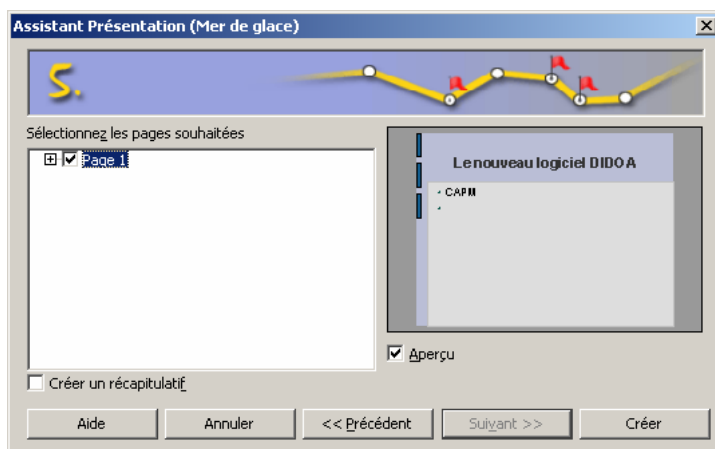 Assistant Présentation (Mer de glace)
5.
Sélectionnez les pages souhaitées
Page 1
Le nouveau logiciel DIDOA
CAPM
Aperçu
Créer un récapitulatif
Aide
Annuler
<< Précédent
Suivant >>
Créer